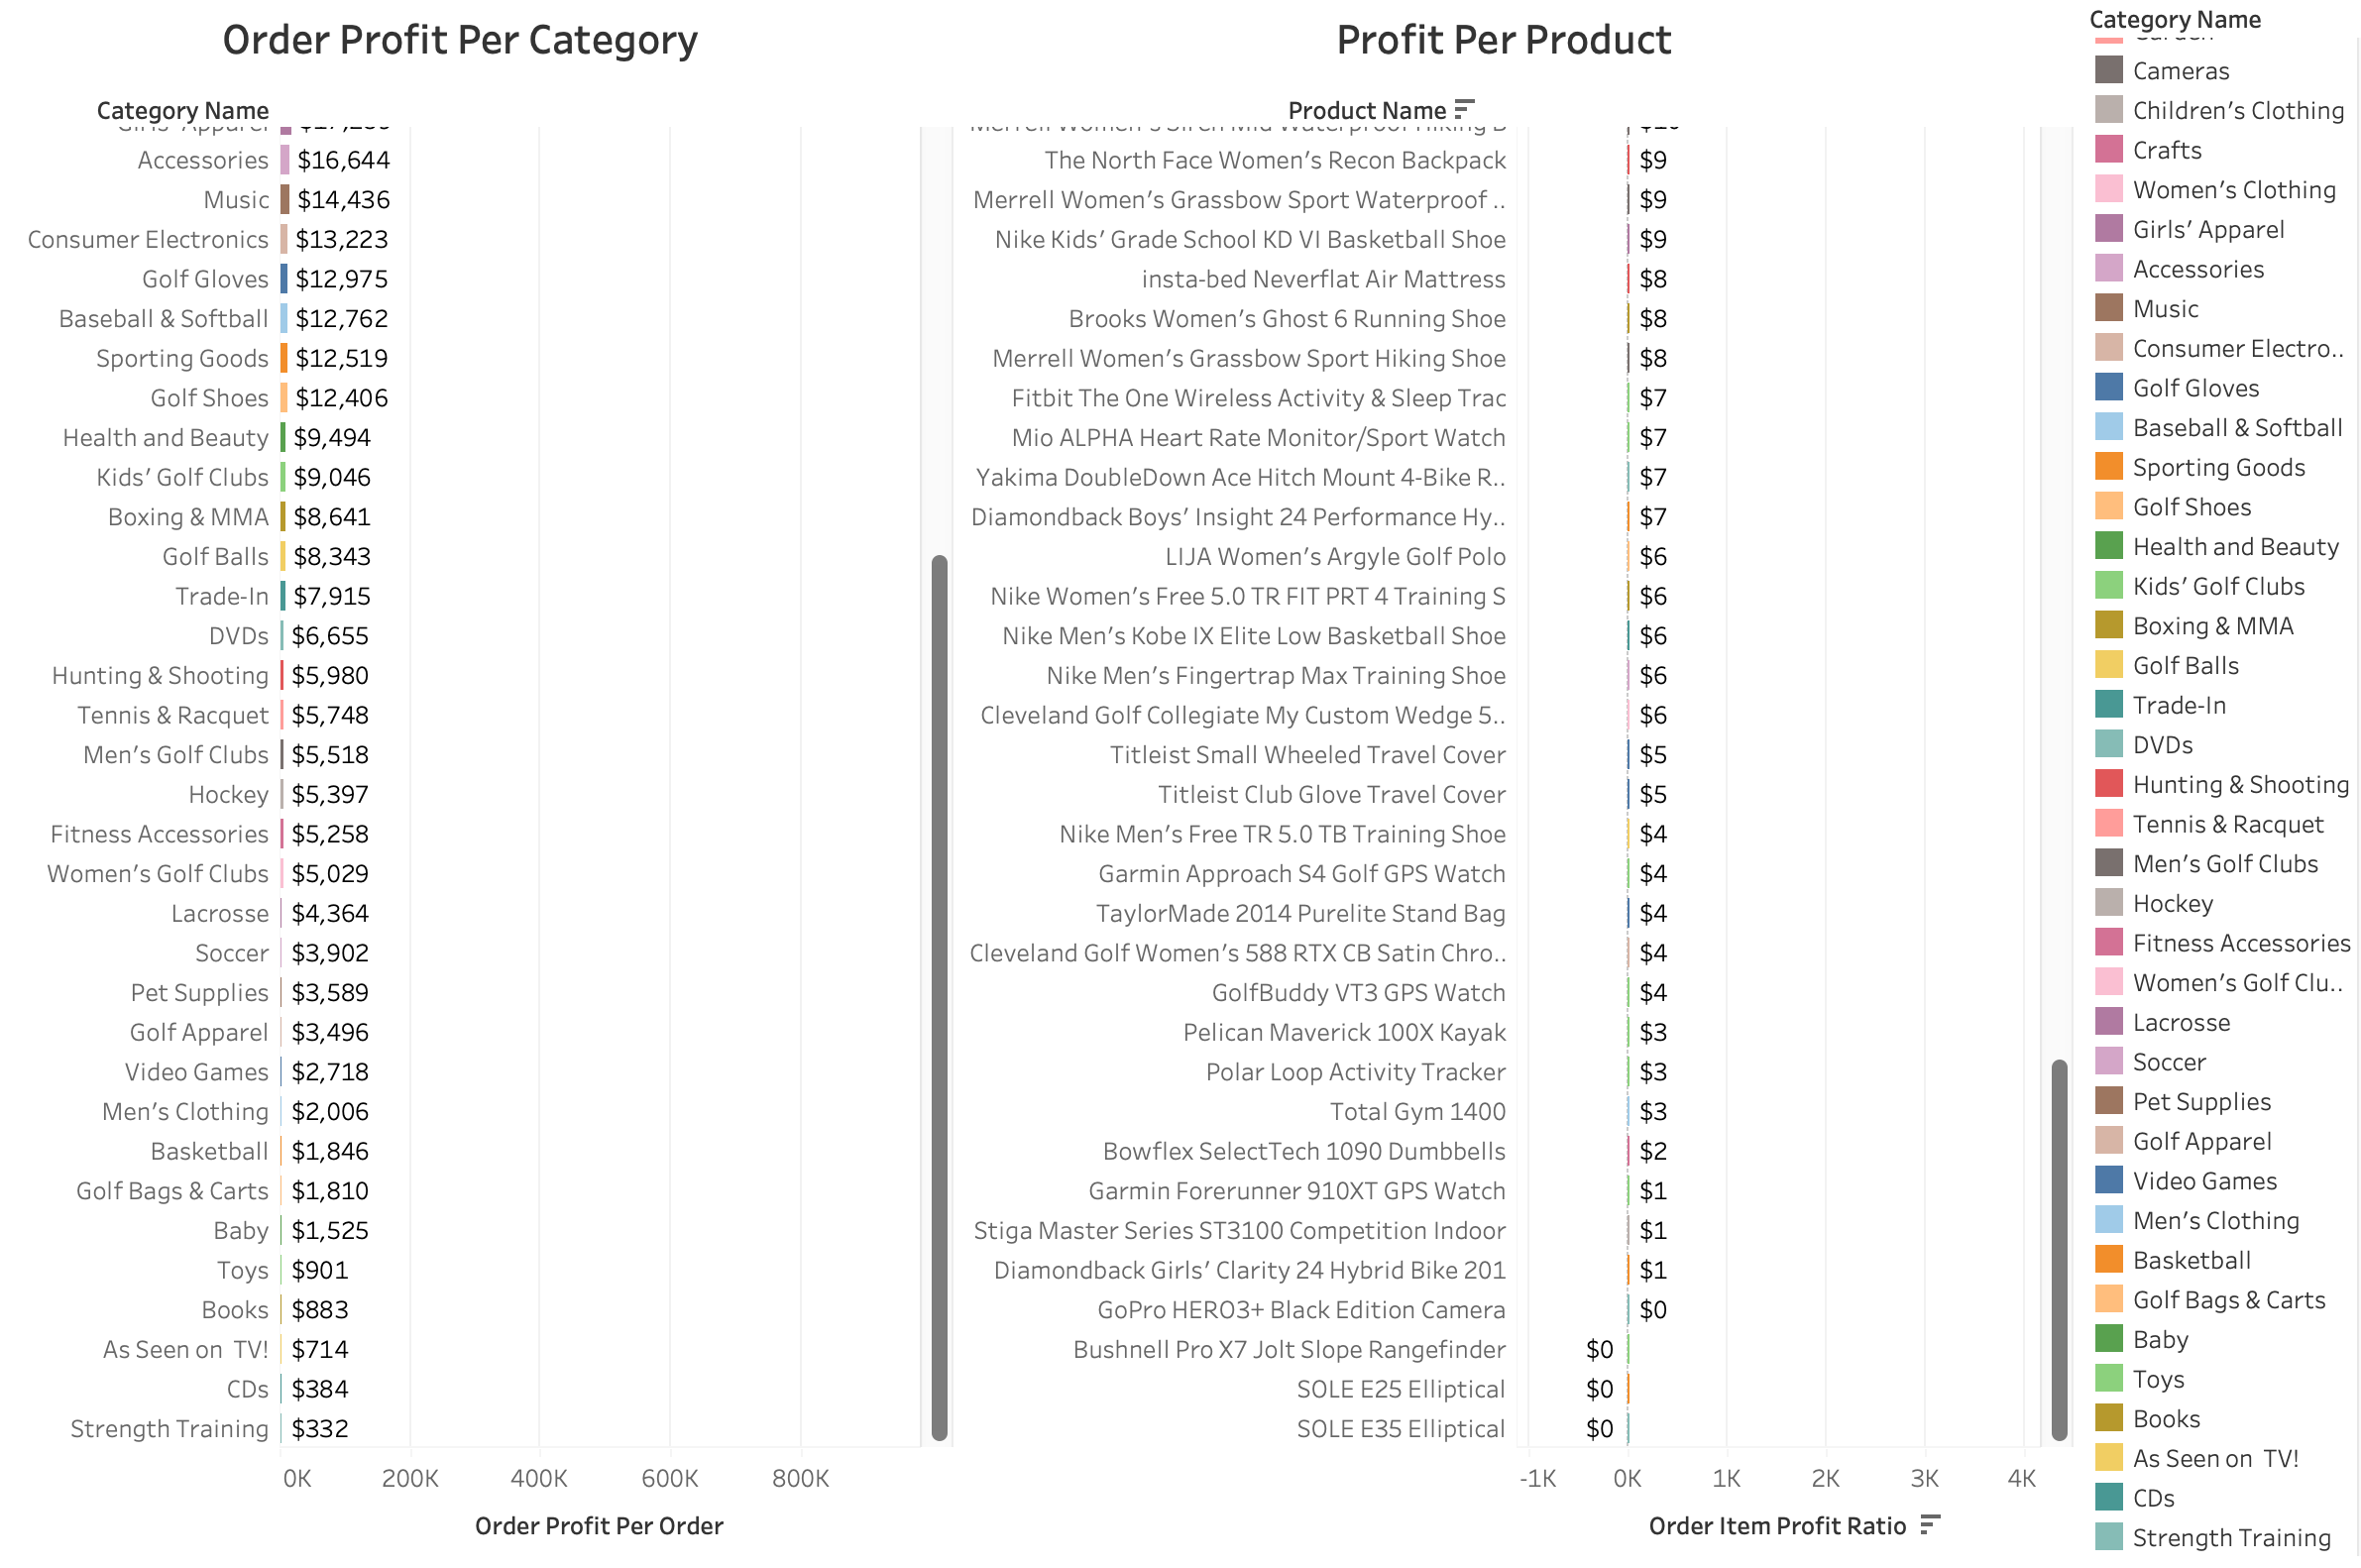 Order Profit Per Category
Category Name
Girls' Apparel $17,286
Accessories $16,644
Music $14,436
Consumer Electronics $13,223
Golf Gloves $12,975
Baseball & Softball $12,762
Sporting Goods $12,519
Golf Shoes $12,406
Health and Beauty $9,494
Kids' Golf Clubs $9,046
Boxing & MMA $8,641
Golf Balls $8,343
Trade-In $7,915
DVDs $6,655
Hunting & Shooting $5,980
Tennis & Racquet $5,748
Men's Golf Clubs $5,518
Hockey $5,397
Fitness Accessories $5,258
Women's Golf Clubs $5,029
Lacrosse $4,364
Soccer $3,902
Pet Supplies $3,589
Golf Apparel $3,496
Video Games $2,718
Men's Clothing $2,006
Basketball $1,846
Golf Bags & Carts $1,810
Baby $1,525
Toys $901
Books $883
As Seen on  TV! $714
CDs $384
Strength Training $332
0K 200K 400K 600K 800K
Order Profit Per Order
Profit Per Product
Product Name
Merrell Women's Siren Mid Waterproof Hiking B $10
The North Face Women's Recon Backpack $9
Merrell Women's Grassbow Sport Waterproof .. $9
Nike Kids' Grade School KD VI Basketball Shoe $9
insta-bed Neverflat Air Mattress $8
Brooks Women's Ghost 6 Running Shoe $8
Merrell Women's Grassbow Sport Hiking Shoe $8
Fitbit The One Wireless Activity & Sleep Trac $7
Mio ALPHA Heart Rate Monitor/Sport Watch $7
Yakima DoubleDown Ace Hitch Mount 4-Bike R.. $7
Diamondback Boys' Insight 24 Performance Hy.. $7
LIJA Women's Argyle Golf Polo $6
Nike Women's Free 5.0 TR FIT PRT 4 Training S $6
Nike Men's Kobe IX Elite Low Basketball Shoe $6
Nike Men's Fingertrap Max Training Shoe $6
Cleveland Golf Collegiate My Custom Wedge 5.. $6
Titleist Small Wheeled Travel Cover $5
Titleist Club Glove Travel Cover $5
Nike Men's Free TR 5.0 TB Training Shoe $4
Garmin Approach S4 Golf GPS Watch $4
TaylorMade 2014 Purelite Stand Bag $4
Cleveland Golf Women's 588 RTX CB Satin Chro.. $4
GolfBuddy VT3 GPS Watch $4
Pelican Maverick 100X Kayak $3
Polar Loop Activity Tracker $3
Total Gym 1400 $3
Bowflex SelectTech 1090 Dumbbells $2
Garmin Forerunner 910XT GPS Watch $1
Stiga Master Series ST3100 Competition Indoor $1
Diamondback Girls' Clarity 24 Hybrid Bike 201 $1
GoPro HERO3+ Black Edition Camera $0
Bushnell Pro X7 Jolt Slope Rangefinder $0
SOLE E25 Elliptical $0
SOLE E35 Elliptical $0
-1K 0K 1K 2K 3K 4K
Order Item Profit Ratio
Category Name
Garden
Cameras
Children's Clothing
Crafts
Women's Clothing
Girls' Apparel
Accessories
Music
Consumer Electro..
Golf Gloves
Baseball & Softball
Sporting Goods
Golf Shoes
Health and Beauty
Kids' Golf Clubs
Boxing & MMA
Golf Balls
Trade-In
DVDs
Hunting & Shooting
Tennis & Racquet
Men's Golf Clubs
Hockey
Fitness Accessories
Women's Golf Clu..
Lacrosse
Soccer
Pet Supplies
Golf Apparel
Video Games
Men's Clothing
Basketball
Golf Bags & Carts
Baby
Toys
Books
As Seen on  TV!
CDs
Strength Training